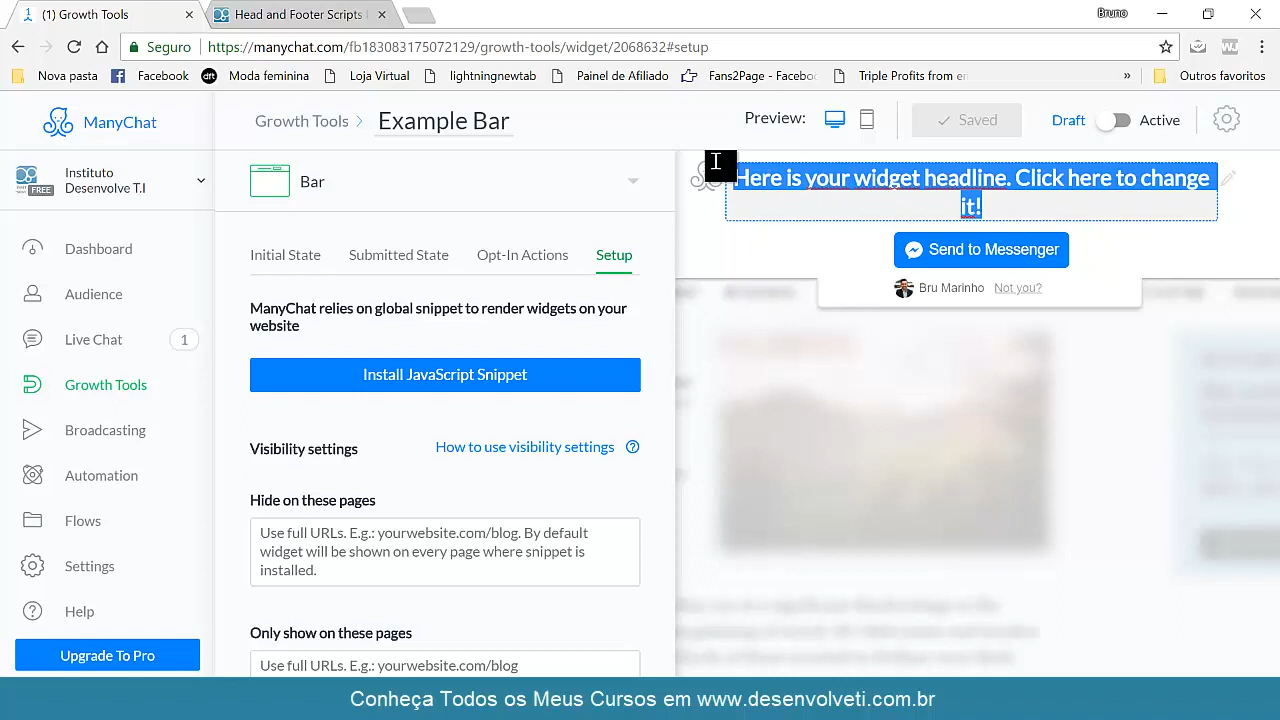 (1) Growth Tools
Head and Footer Scripts I
Bruno
Seguro
https://manychat.com/fb183083175072129/growth-tools/widget/2068632#setup
Nova pasta
Facebook
dft
Moda feminina
Loja Virtual
lightningnewtab
Painel de Afiliado
Fans2Page - Facebo
Triple Profits from en
»
Outros favoritos
ManyChat
Growth Tools
Example Bar
Preview:
Saved
Draft
Active
Instituto
Desenvolve T.I
FREE
Dashboard
Audience
Live Chat
1
Growth Tools
Broadcasting
Automation
Flows
Settings
Help
Upgrade To Pro
Bar
Initial State
Submitted State
Opt-In Actions
Setup
ManyChat relies on global snippet to render widgets on your
website
Install JavaScript Snippet
Visibility settings
How to use visibility settings
Hide on these pages
Use full URLs. E.g.: yourwebsite.com/blog. By default
widget will be shown on every page where snippet is
installed.
Only show on these pages
Use full URLs. E.g.: yourwebsite.com/blog
Here is your widget headline. Click here to change
it!
Send to Messenger
Bru Marinho
Not you?
Conheça Todos os Meus Cursos em www.desenvolveti.com.br